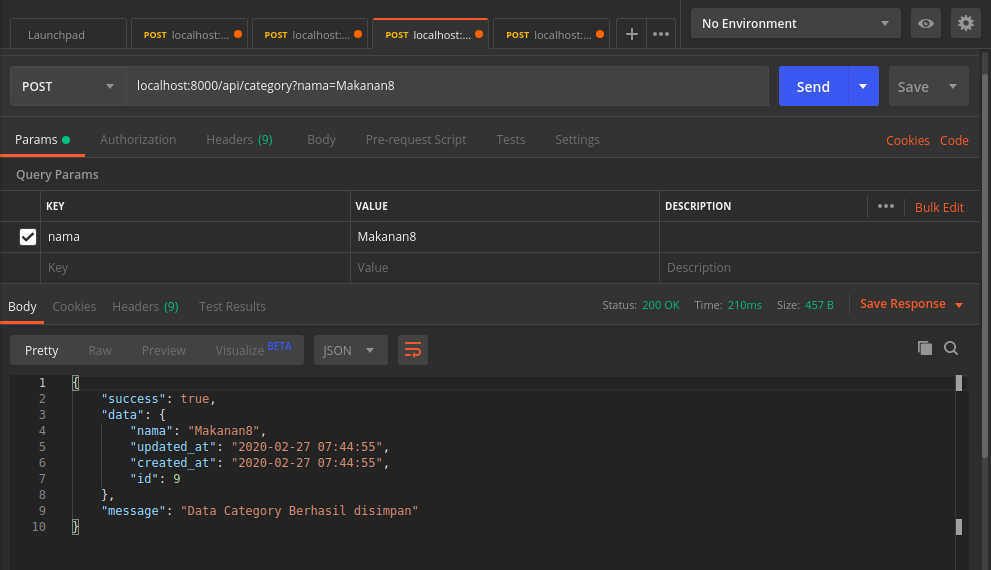 Launchpad POST localhost:... POST localhost:... POST localhost:... POST localhost:... + ••• No Environment
POST localhost:8000/api/category?nama=Makanan8 Send Save
Params Authorization Headers (9) Body Pre-request Script Tests Settings Cookies Code
Query Params
KEY VALUE DESCRIPTION ••• Bulk Edit
nama Makanan8
Key Value Description
Body Cookies Headers (9) Test Results Status: 200 OK Time: 210ms Size: 457 B Save Response
Pretty Raw Preview Visualize BETA JSON
1 {
2 "success": true,
3 "data": {
4 "nama": "Makanan8",
5 "updated_at": "2020-02-27 07:44:55",
6 "created_at": "2020-02-27 07:44:55",
7 "id": 9
8 },
9 "message": "Data Category Berhasil disimpan"
10 }